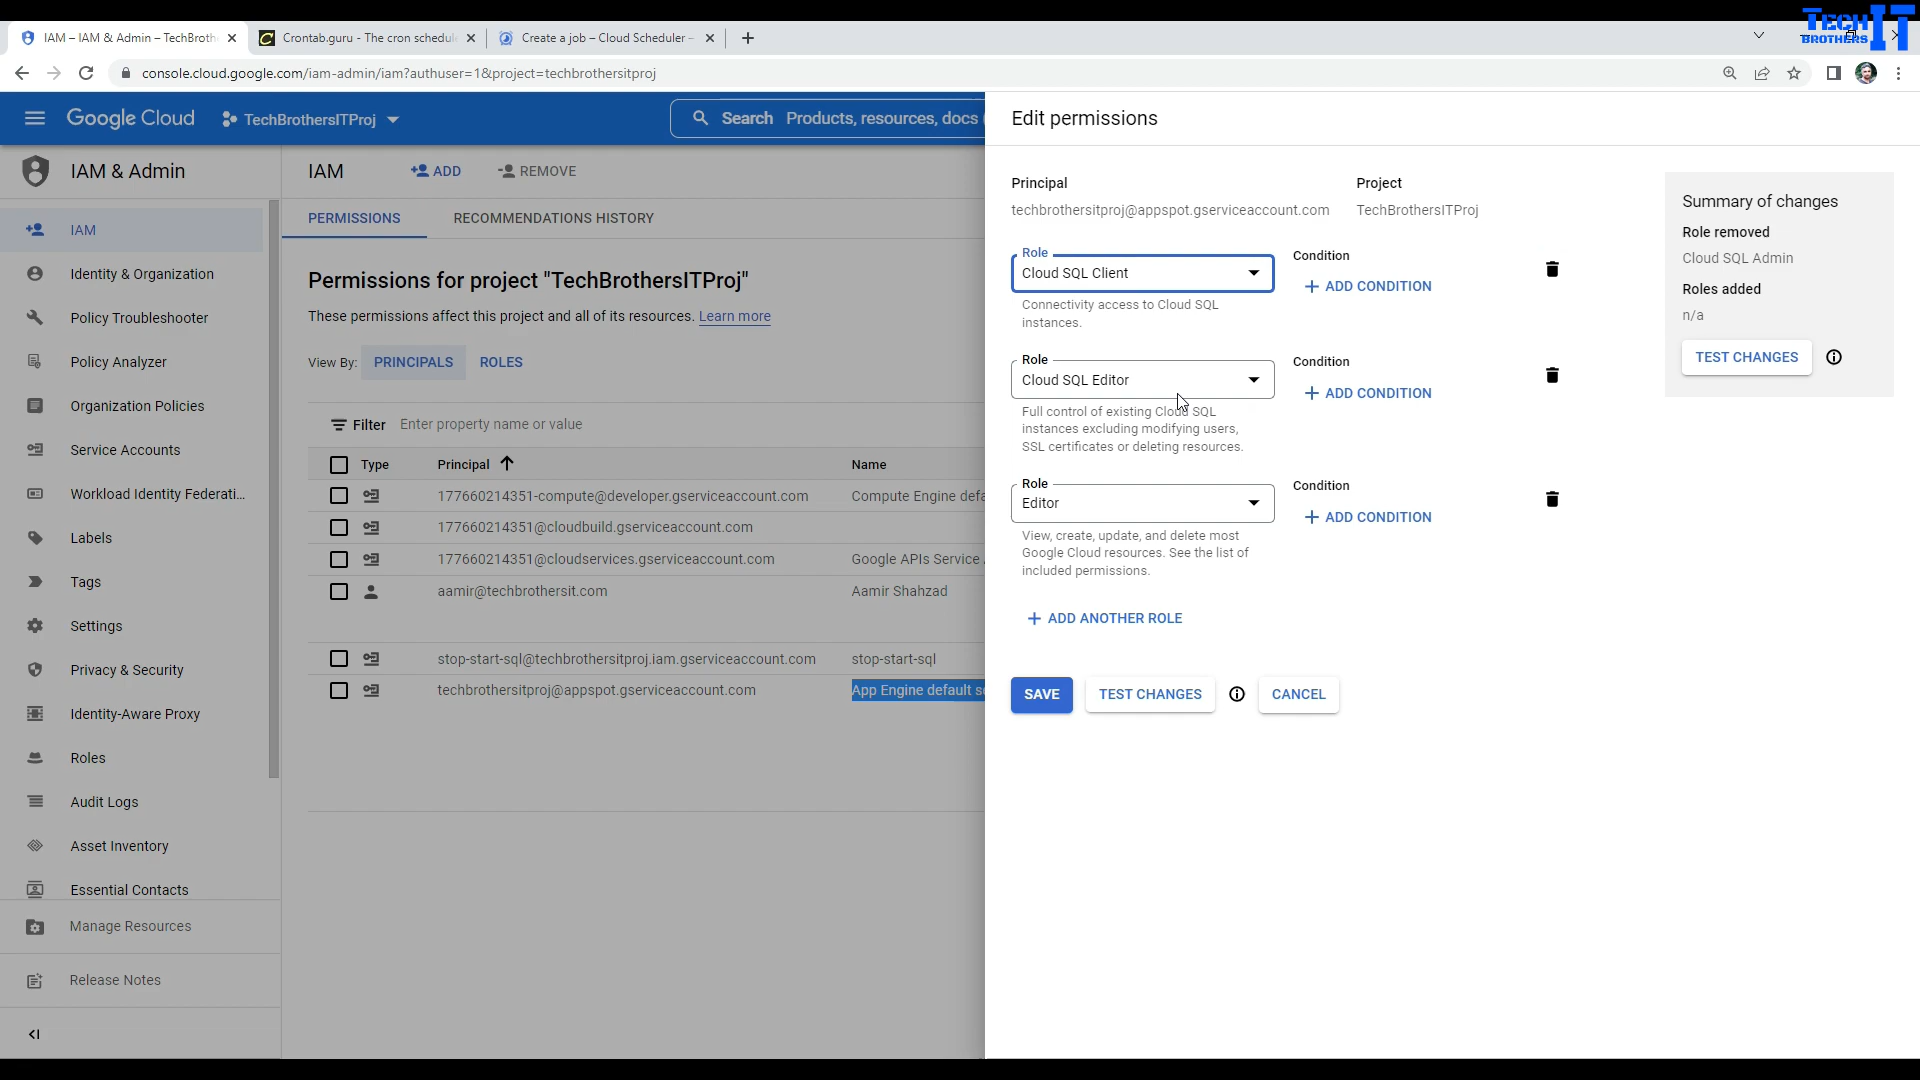 TECH IT
BROTHERS
IAM – IAM & Admin – TechBroth
Crontab.guru - The cron schedul
Create a job – Cloud Scheduler –
console.cloud.google.com/iam-admin/iam?authuser=1&project=techbrothersitproj
Google Cloud
TechBrothersITProj
Search Products, resources, docs (
IAM & Admin
IAM
Identity & Organization
Policy Troubleshooter
Policy Analyzer
Organization Policies
Service Accounts
Workload Identity Federati...
Labels
Tags
Settings
Privacy & Security
Identity-Aware Proxy
Roles
Audit Logs
Asset Inventory
Essential Contacts
Manage Resources
Release Notes
IAM
ADD
REMOVE
PERMISSIONS
RECOMMENDATIONS HISTORY
Permissions for project "TechBrothersITProj"
These permissions affect this project and all of its resources. Learn more
View By: PRINCIPALS ROLES
Filter Enter property name or value
Type Principal Name
177660214351-compute@developer.gserviceaccount.com Compute Engine defa
177660214351@cloudbuild.gserviceaccount.com
177660214351@cloudservices.gserviceaccount.com Google APIs Service
aamir@techbrothersit.com Aamir Shahzad
stop-start-sql@techbrothersitproj.iam.gserviceaccount.com stop-start-sql
techbrothersitproj@appspot.gserviceaccount.com App Engine default se
Edit permissions
Principal
techbrothersitproj@appspot.gserviceaccount.com
Project
TechBrothersITProj
Role
Cloud SQL Client
Connectivity access to Cloud SQL
instances.
Condition
ADD CONDITION
Role
Cloud SQL Editor
Full control of existing Cloud SQL
instances excluding modifying users,
SSL certificates or deleting resources.
Condition
ADD CONDITION
Role
Editor
View, create, update, and delete most
Google Cloud resources. See the list of
included permissions.
Condition
ADD CONDITION
ADD ANOTHER ROLE
SAVE
TEST CHANGES
CANCEL
Summary of changes
Role removed
Cloud SQL Admin
Roles added
n/a
TEST CHANGES